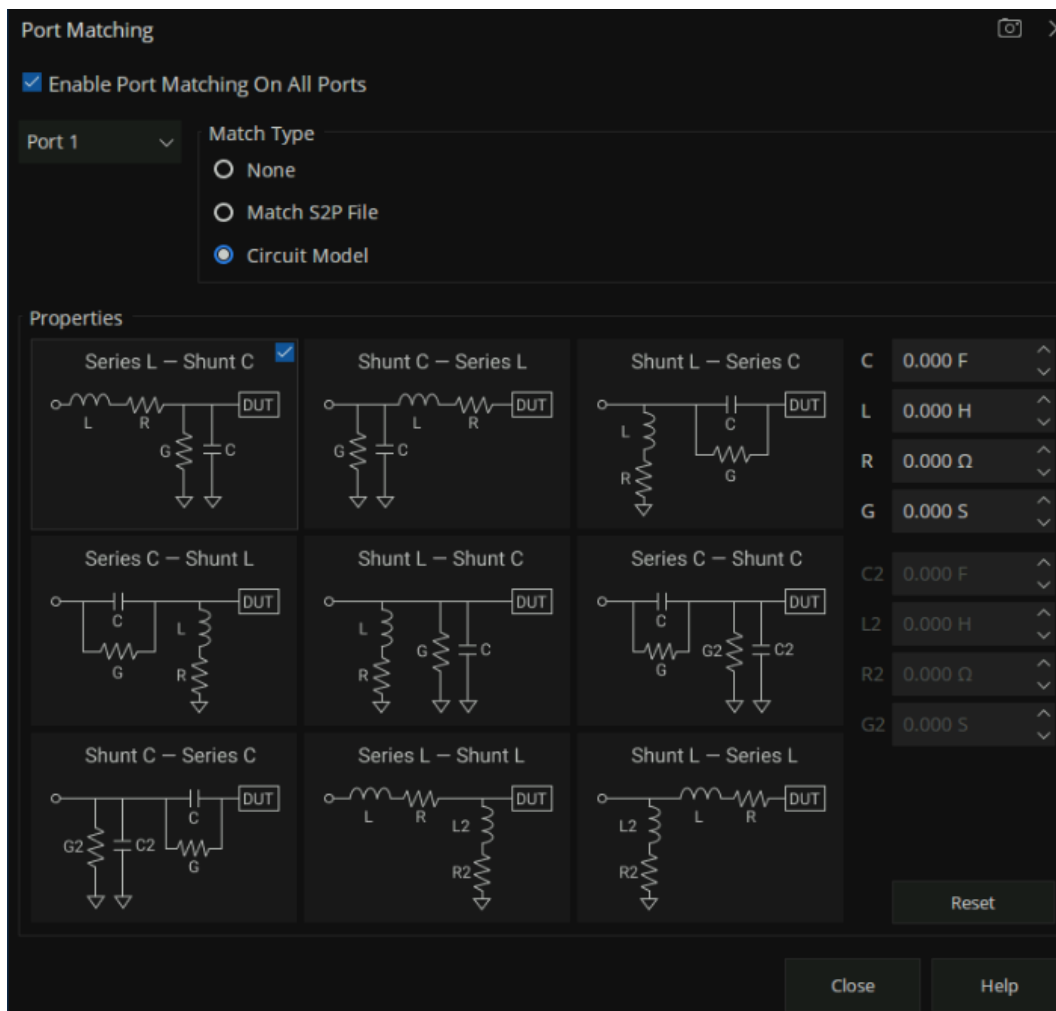 Port Matching
Enable Port Matching On All Ports
Port 1
Match Type
None
Match S2P File
Circuit Model
Properties
Series L — Shunt C
L R G C DUT
Shunt C — Series L
G C L R DUT
Shunt L — Series C
L R C G DUT
C 0.000 F
L 0.000 H
R 0.000 Ω
G 0.000 S
Series C — Shunt L
C G L R DUT
Shunt L — Shunt C
L R G C DUT
Series C — Shunt C
C G G2 C2 DUT
C2 0.000 F
L2 0.000 H
R2 0.000 Ω
G2 0.000 S
Shunt C — Series C
G2 C2 C G DUT
Series L — Shunt L
L R L2 R2 DUT
Shunt L — Series L
L2 R2 L R DUT
Reset
Close
Help